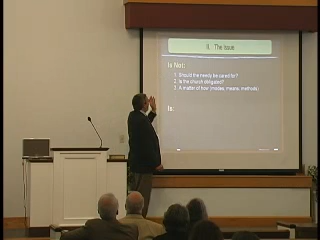 II. The Issue
Is Not:
1. Should the needy be cared for?
2. Is the church obligated?
3. A matter of how (modes, means, methods)
Is: